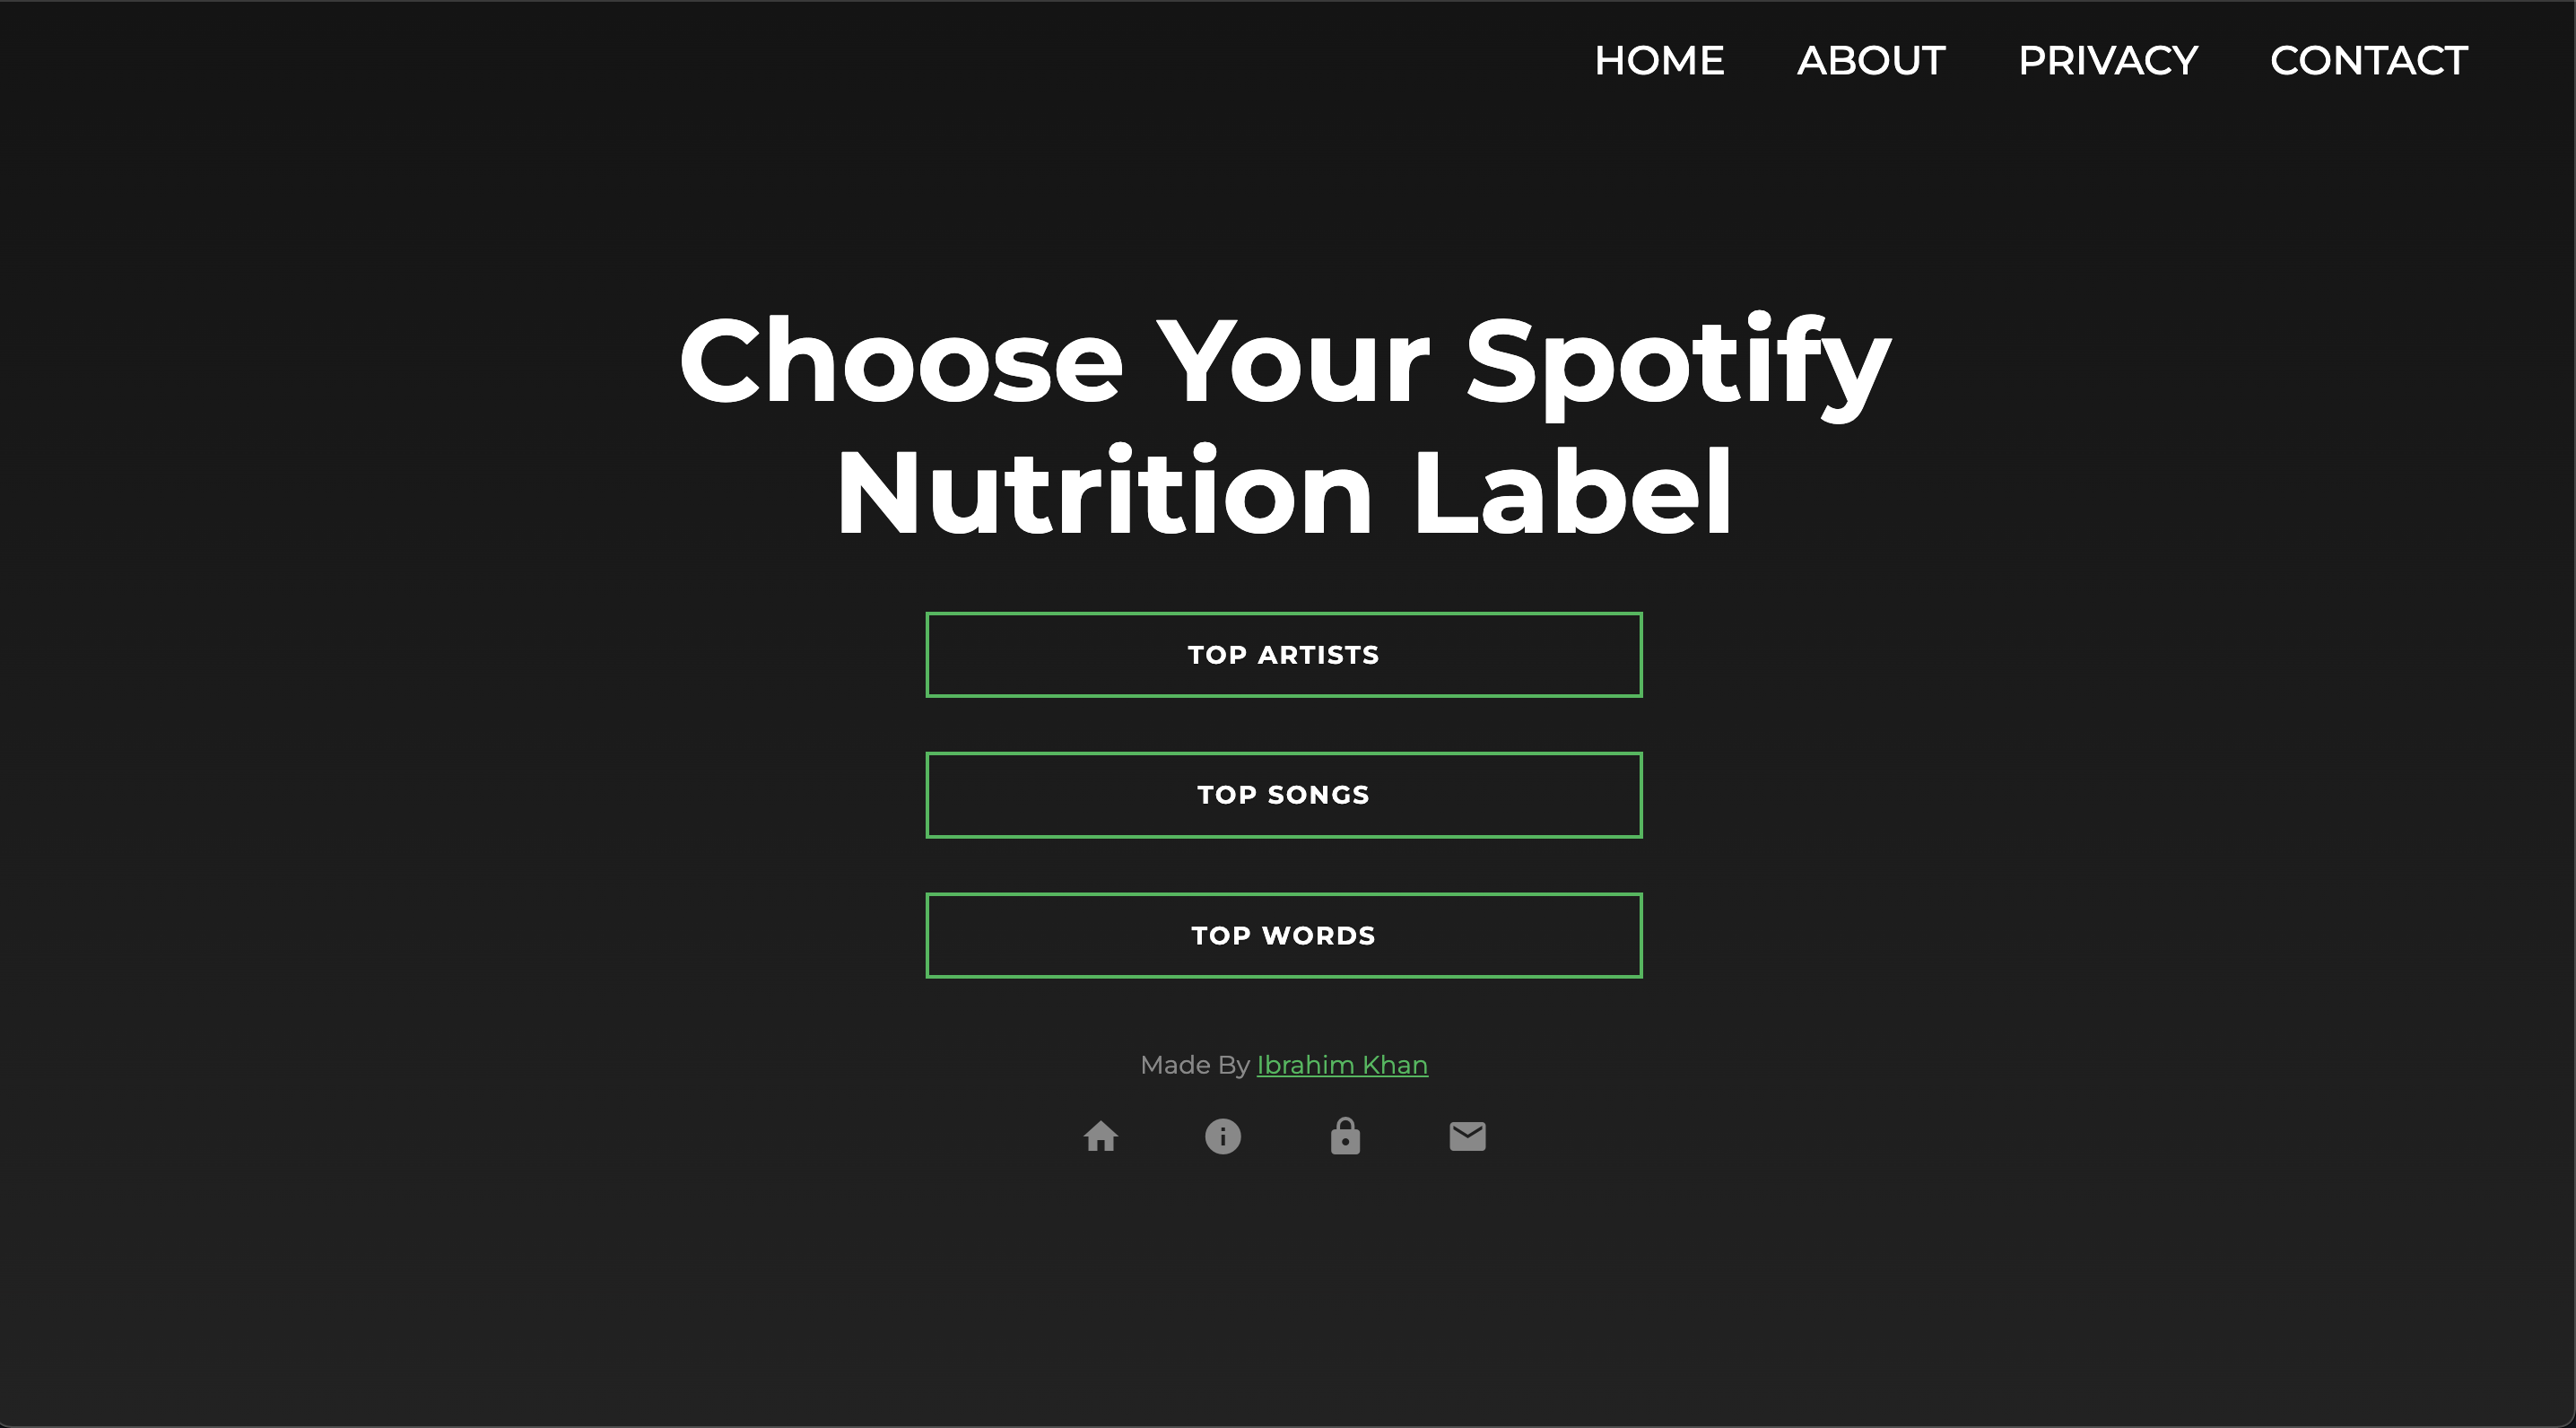 HOME ABOUT PRIVACY CONTACT
Choose Your Spotify
Nutrition Label
TOP ARTISTS
TOP SONGS
TOP WORDS
Made By Ibrahim Khan